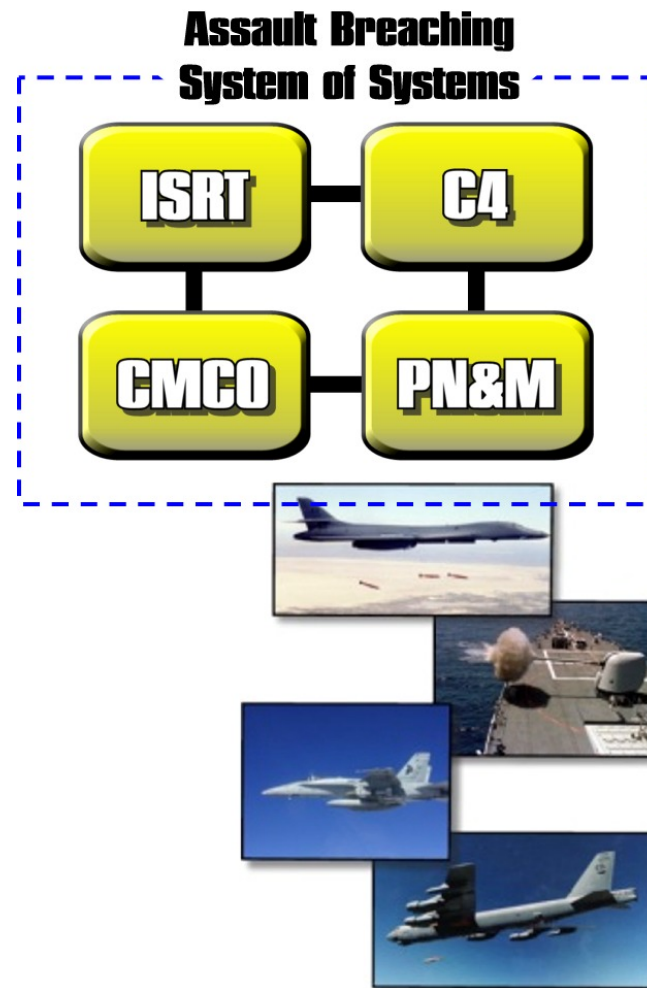 Assault Breaching
System of Systems
ISRT
C4
CMCO
PN&M